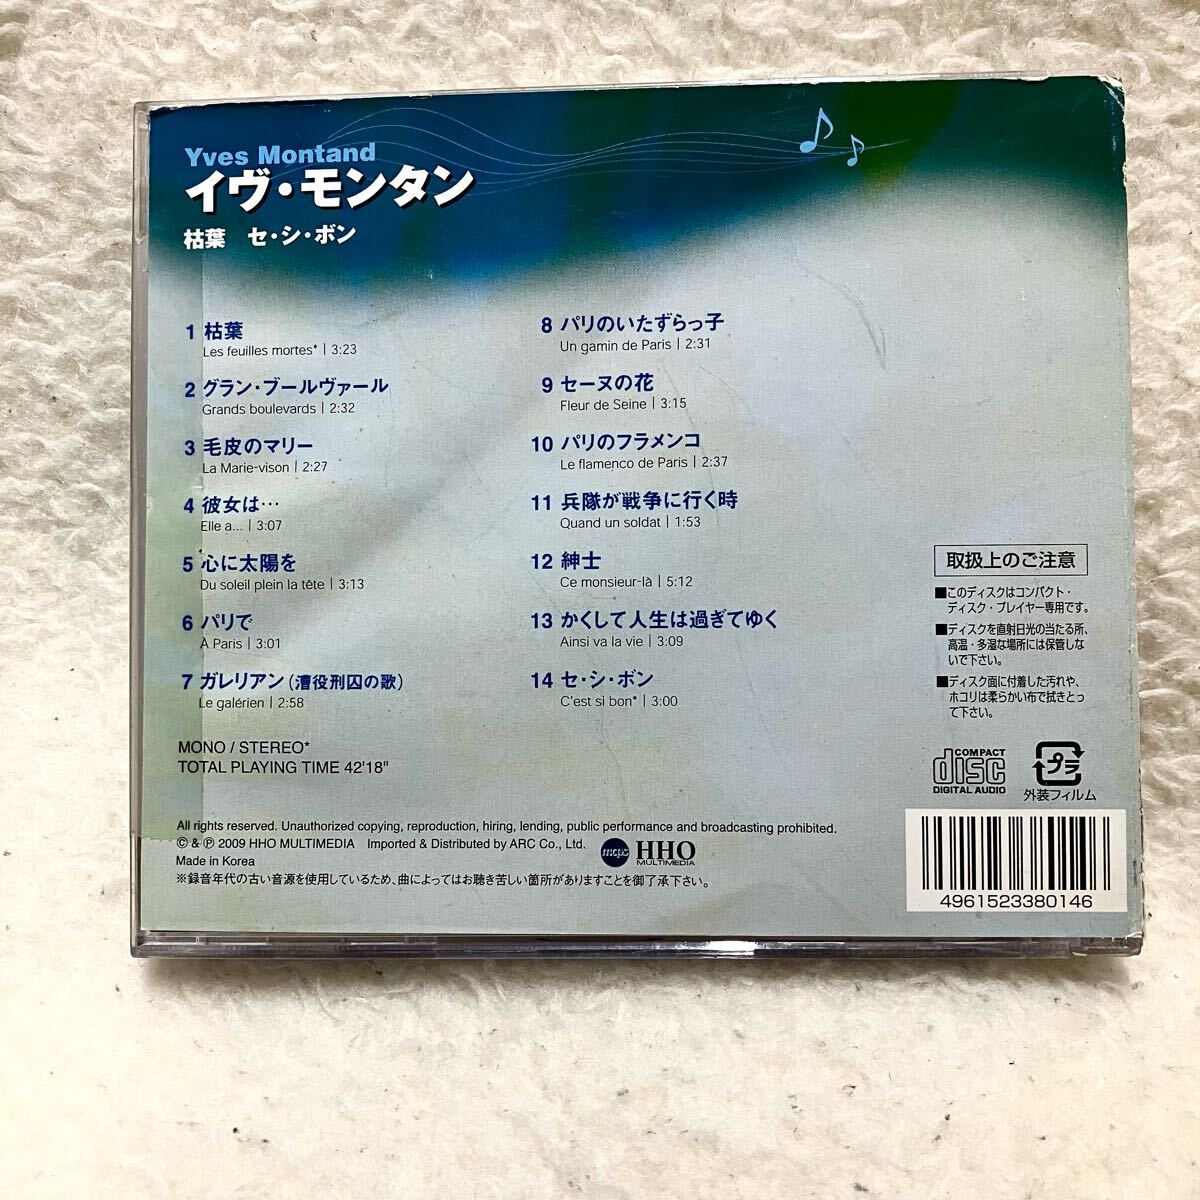 Yves Montand
イヴ・モンタン
枯葉　セ・シ・ボン
1 枯葉
Les feuilles mortes* | 3:23
2 グラン・ブールヴァール
Grands boulevards | 2:32
3 毛皮のマリー
La Marie-vison | 2:27
4 彼女は…
Elle a... | 3:07
5 心に太陽を
Du soleil plein la tête | 3:13
6 パリで
À Paris | 3:01
7 ガレリアン（漕役刑囚の歌）
Le galérien | 2:58
8 パリのいたずらっ子
Un gamin de Paris | 2:31
9 セーヌの花
Fleur de Seine | 3:15
10 パリのフラメンコ
Le flamenco de Paris | 2:37
11 兵隊が戦争に行く時
Quand un soldat | 1:53
12 紳士
Ce monsieur-là | 5:12
13 かくして人生は過ぎてゆく
Ainsi va la vie | 3:09
14 セ・シ・ボン
C'est si bon* | 3:00
MONO / STEREO*
TOTAL PLAYING TIME 42'18"
取扱上のご注意
■このディスクはコンパクト・
ディスク・プレイヤー専用です。
■ディスクを直射日光の当たる所、
高温・多湿な場所には保管しな
いで下さい。
■ディスク面に付着した汚れや、
ホコリは柔らかい布で拭きとっ
て下さい。
COMPACT
disc
DIGITAL AUDIO
プラ
外装フィルム
All rights reserved. Unauthorized copying, reproduction, hiring, lending, public performance and broadcasting prohibited.
© & ℗ 2009 HHO MULTIMEDIA Imported & Distributed by ARC Co., Ltd.
Made in Korea
mcps
HHO
MULTIMEDIA
※録音年代の古い音源を使用しているため、曲によってはお聴き苦しい箇所がありますことを御了承下さい。
4961523380146